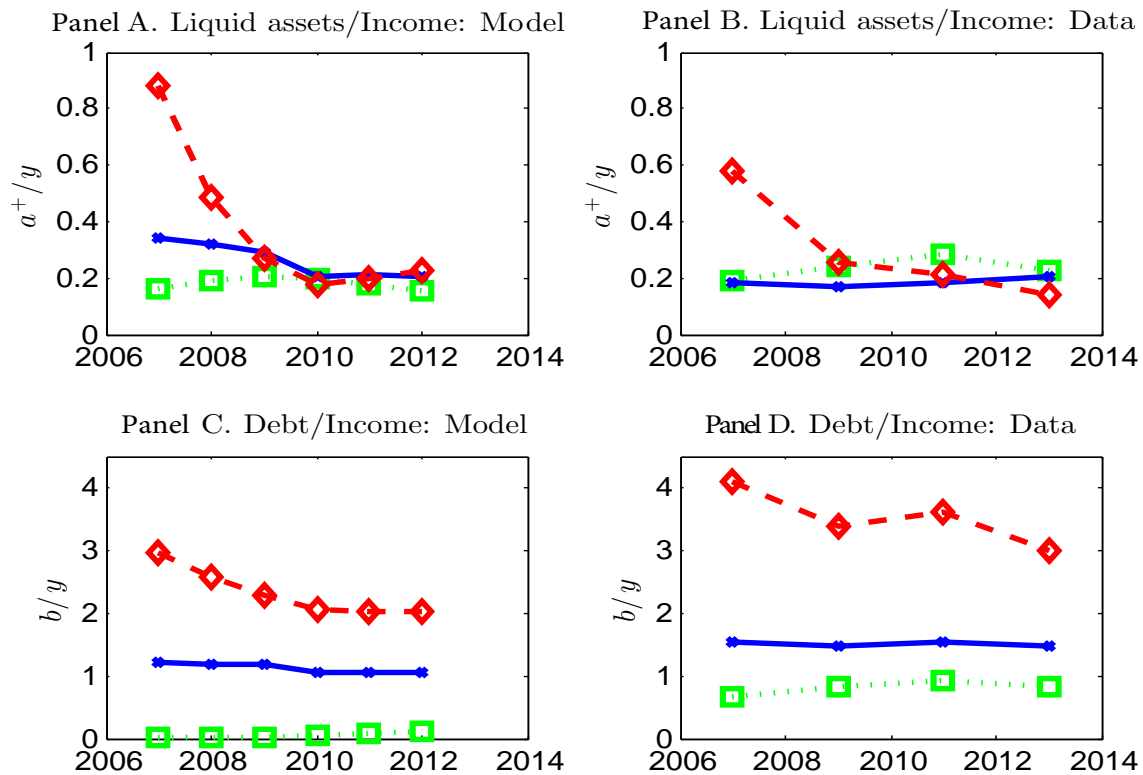 Panel A. Liquid assets/Income: Model
1
0.8
0.6
0.4
0.2
0
a⁺/y
2006 2008 2010 2012 2014
Panel B. Liquid assets/Income: Data
1
0.8
0.6
0.4
0.2
0
a⁺/y
2006 2008 2010 2012 2014
Panel C. Debt/Income: Model
4
3
2
1
0
b/y
2006 2008 2010 2012 2014
Panel D. Debt/Income: Data
4
3
2
1
0
b/y
2006 2008 2010 2012 2014